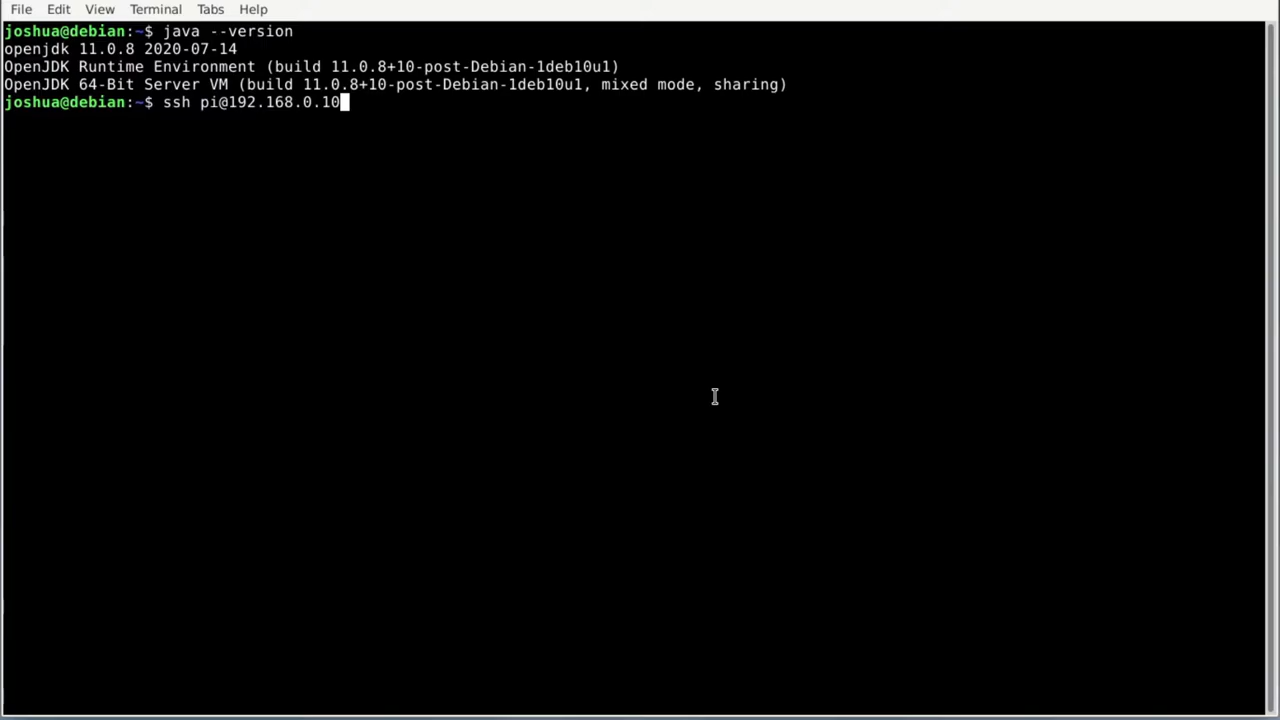 File Edit View Terminal Tabs Help
joshua@debian:~$ java --version
openjdk 11.0.8 2020-07-14
OpenJDK Runtime Environment (build 11.0.8+10-post-Debian-1deb10u1)
OpenJDK 64-Bit Server VM (build 11.0.8+10-post-Debian-1deb10u1, mixed mode, sharing)
joshua@debian:~$ ssh pi@192.168.0.10